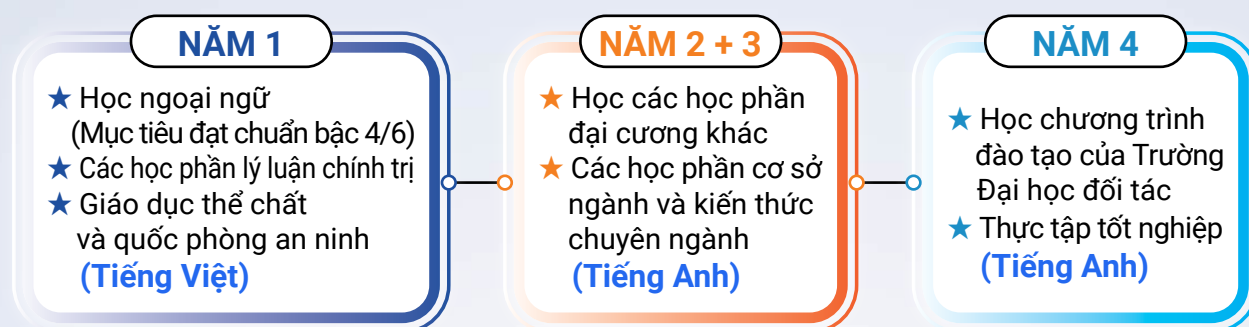 NĂM 1
★ Học ngoại ngữ
(Mục tiêu đạt chuẩn bậc 4/6)
★ Các học phần lý luận chính trị
★ Giáo dục thể chất
và quốc phòng an ninh
(Tiếng Việt)
NĂM 2 + 3
★ Học các học phần
đại cương khác
★ Các học phần cơ sở
ngành và kiến thức
chuyên ngành
(Tiếng Anh)
NĂM 4
★ Học chương trình
đào tạo của Trường
Đại học đối tác
★ Thực tập tốt nghiệp
(Tiếng Anh)